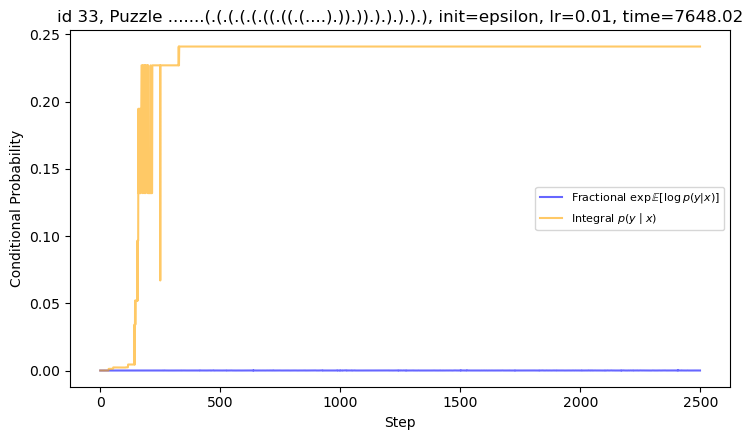 id 33, Puzzle .......(.(.(.(.(.((.((.(.(....).)).)).).).).).).), init=epsilon, lr=0.01, time=7648.02
0.25
0.20
0.15
0.10
0.05
0.00
Conditional Probability
Fractional exp𝔼[log p(y|x)]
Integral p(y | x)
0
500
1000
1500
2000
2500
Step